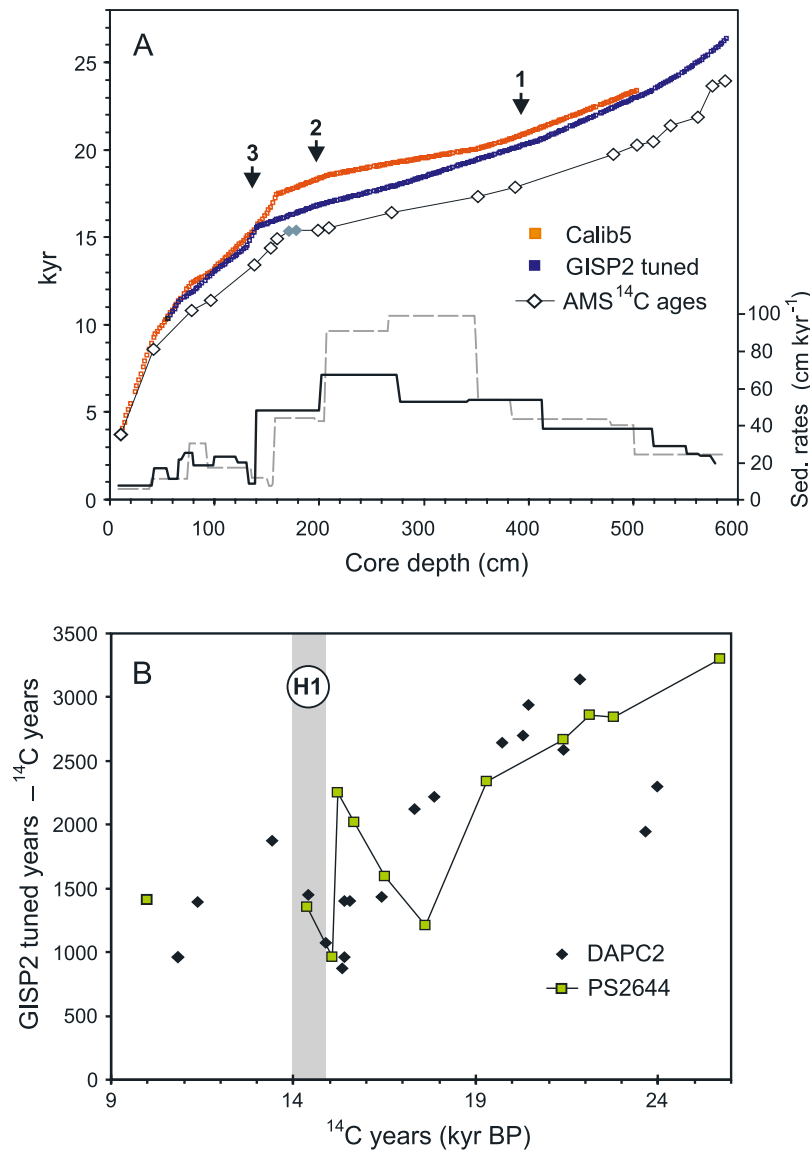 A
25
20
15
10
5
0
kyr
3
2
1
Calib5
GISP2 tuned
AMS ¹⁴C ages
100
80
60
40
20
0
Sed. rates (cm kyr⁻¹)
0 100 200 300 400 500 600
Core depth (cm)
B
3500
3000
2500
2000
1500
1000
500
0
GISP2 tuned years – ¹⁴C years
H1
DAPC2
PS2644
9 14 19 24
¹⁴C years (kyr BP)